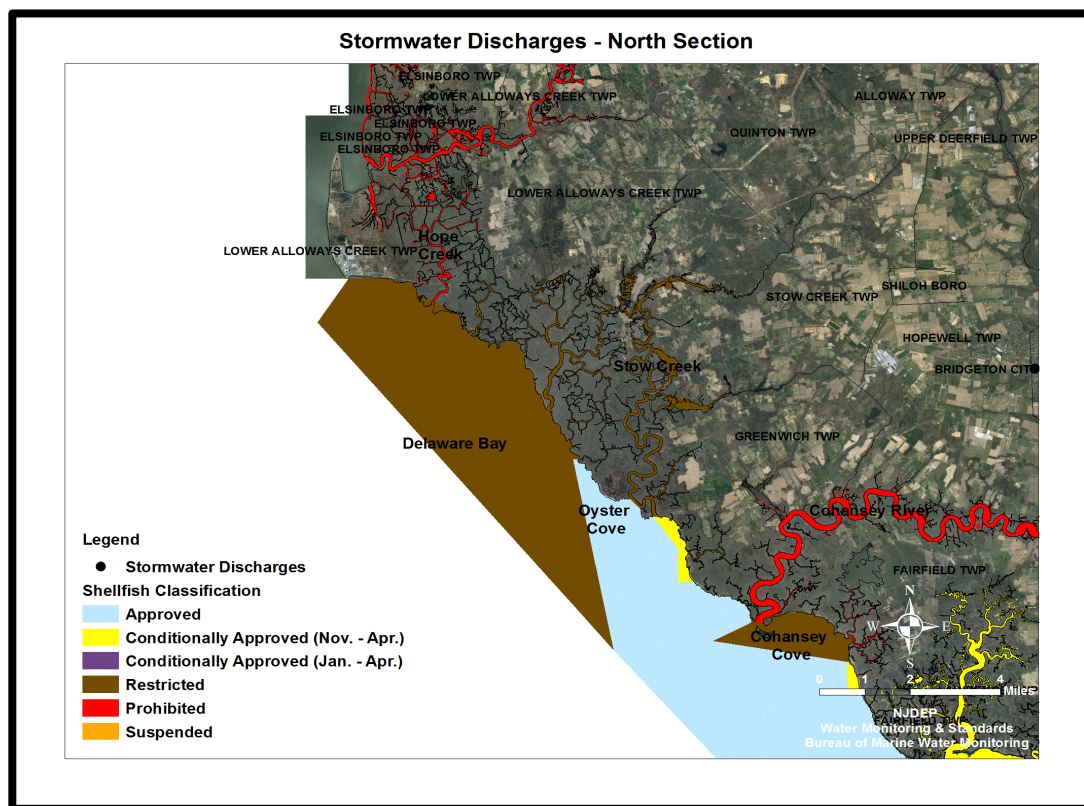 Stormwater Discharges - North Section
ELSINBORO TWP
LOWER ALLOWAYS CREEK TWP
ALLOWAY TWP
ELSINBORO TWP
ELSINBORO TWP
QUINTON TWP
ELSINBORO TWP
UPPER DEERFIELD TWP
ELSINBORO TWP
LOWER ALLOWAYS CREEK TWP
Hope
Creek
LOWER ALLOWAYS CREEK TWP
SHILOH BORO
STOW CREEK TWP
HOPEWELL TWP
Stow Creek
BRIDGETON CIT
GREENWICH TWP
Delaware Bay
Oyster
Cove
Cohansey River
FAIRFIELD TWP
N
W
E
S
Cohansey
Cove
0 1 2 4
Miles
NJDEP
FAIRFIELD TWP
Water Monitoring & Standards
Bureau of Marine Water Monitoring
Legend
Stormwater Discharges
Shellfish Classification
Approved
Conditionally Approved (Nov. - Apr.)
Conditionally Approved (Jan. - Apr.)
Restricted
Prohibited
Suspended